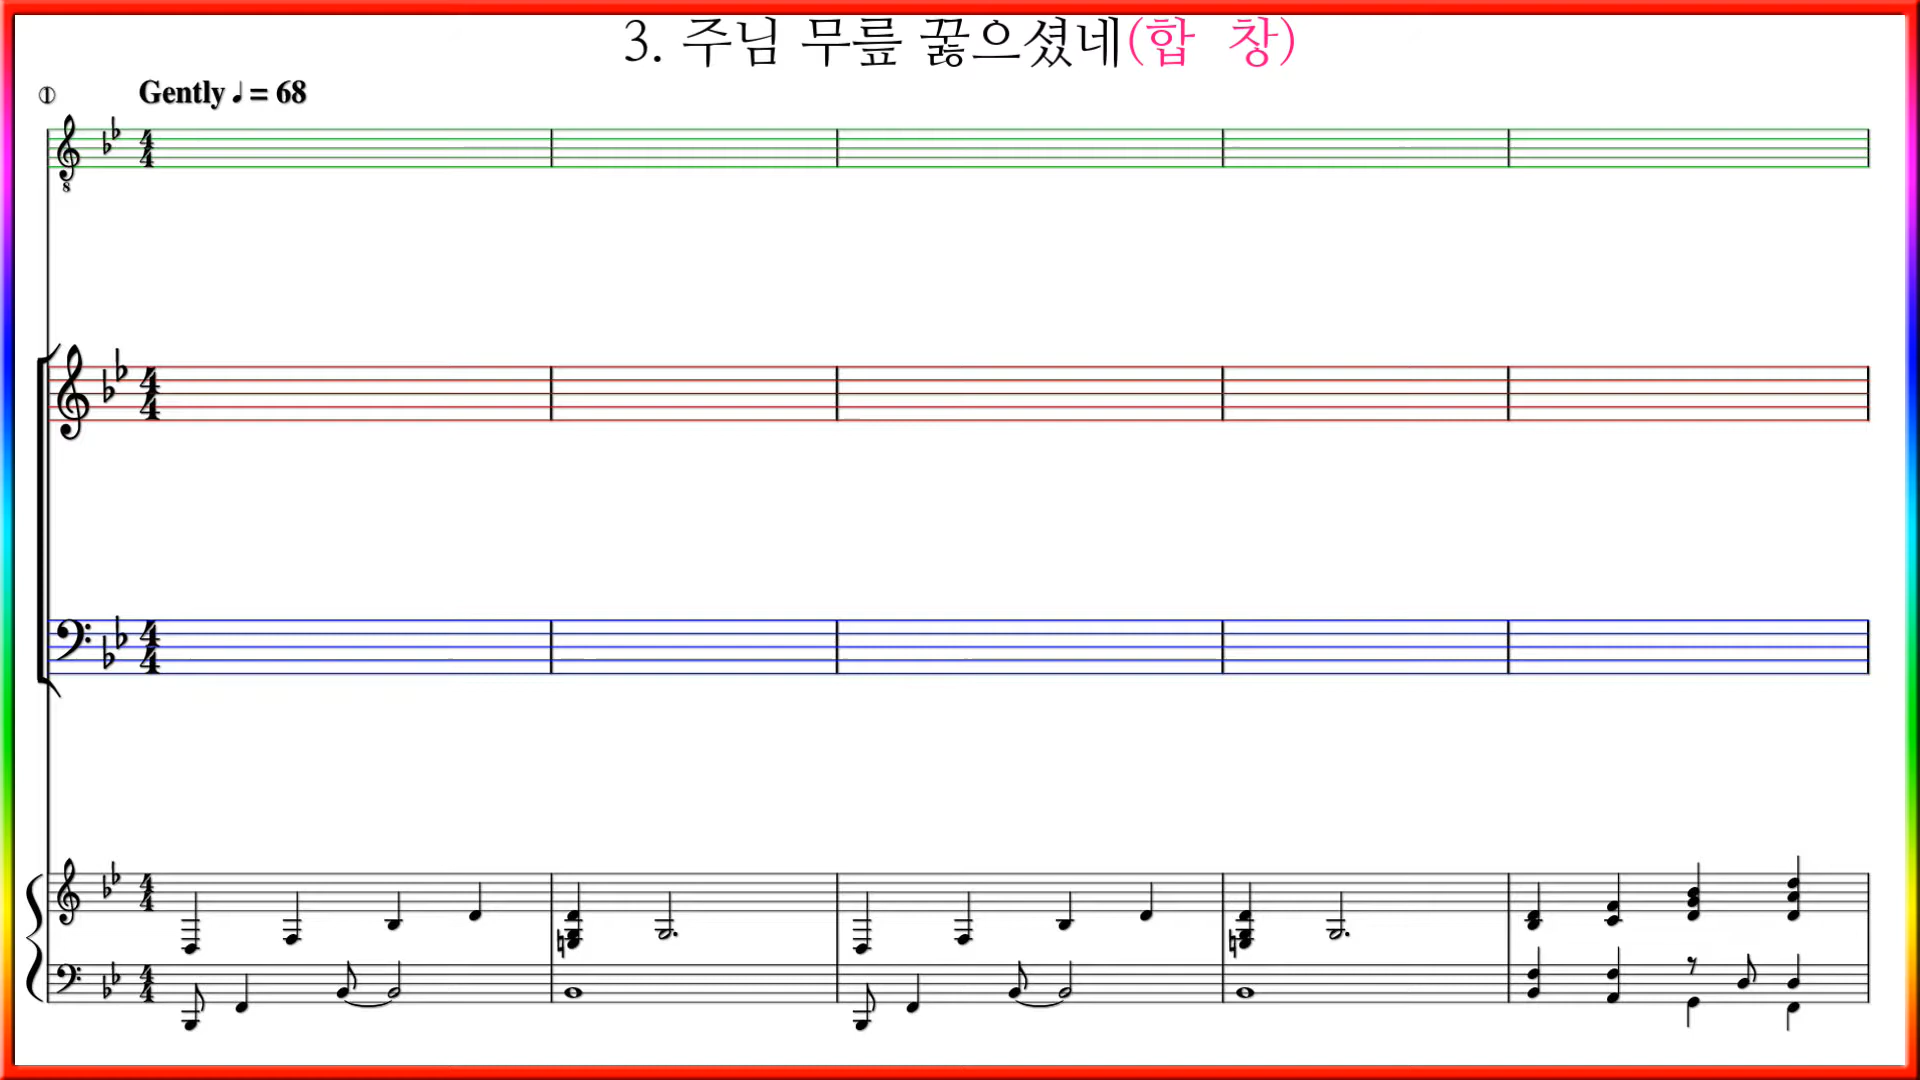 3. 주님 무릎 꿇으셨네(합 창)
① Gently ♩= 68